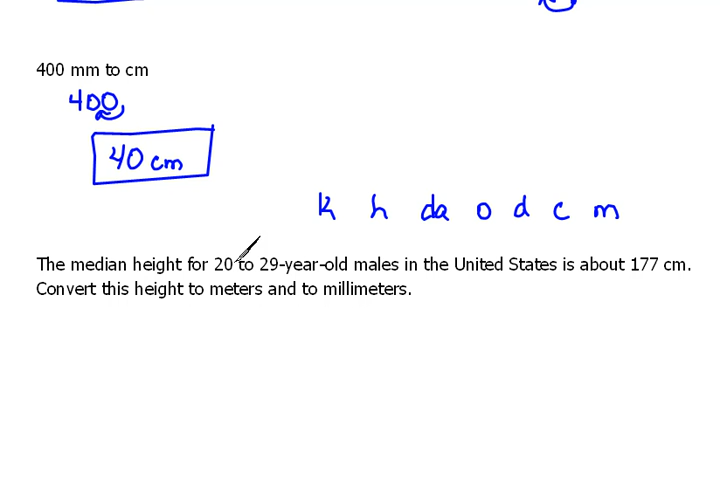 400 mm to cm
400
40 cm
k h da o d c m
The median height for 20 to 29-year-old males in the United States is about 177 cm.
Convert this height to meters and to millimeters.